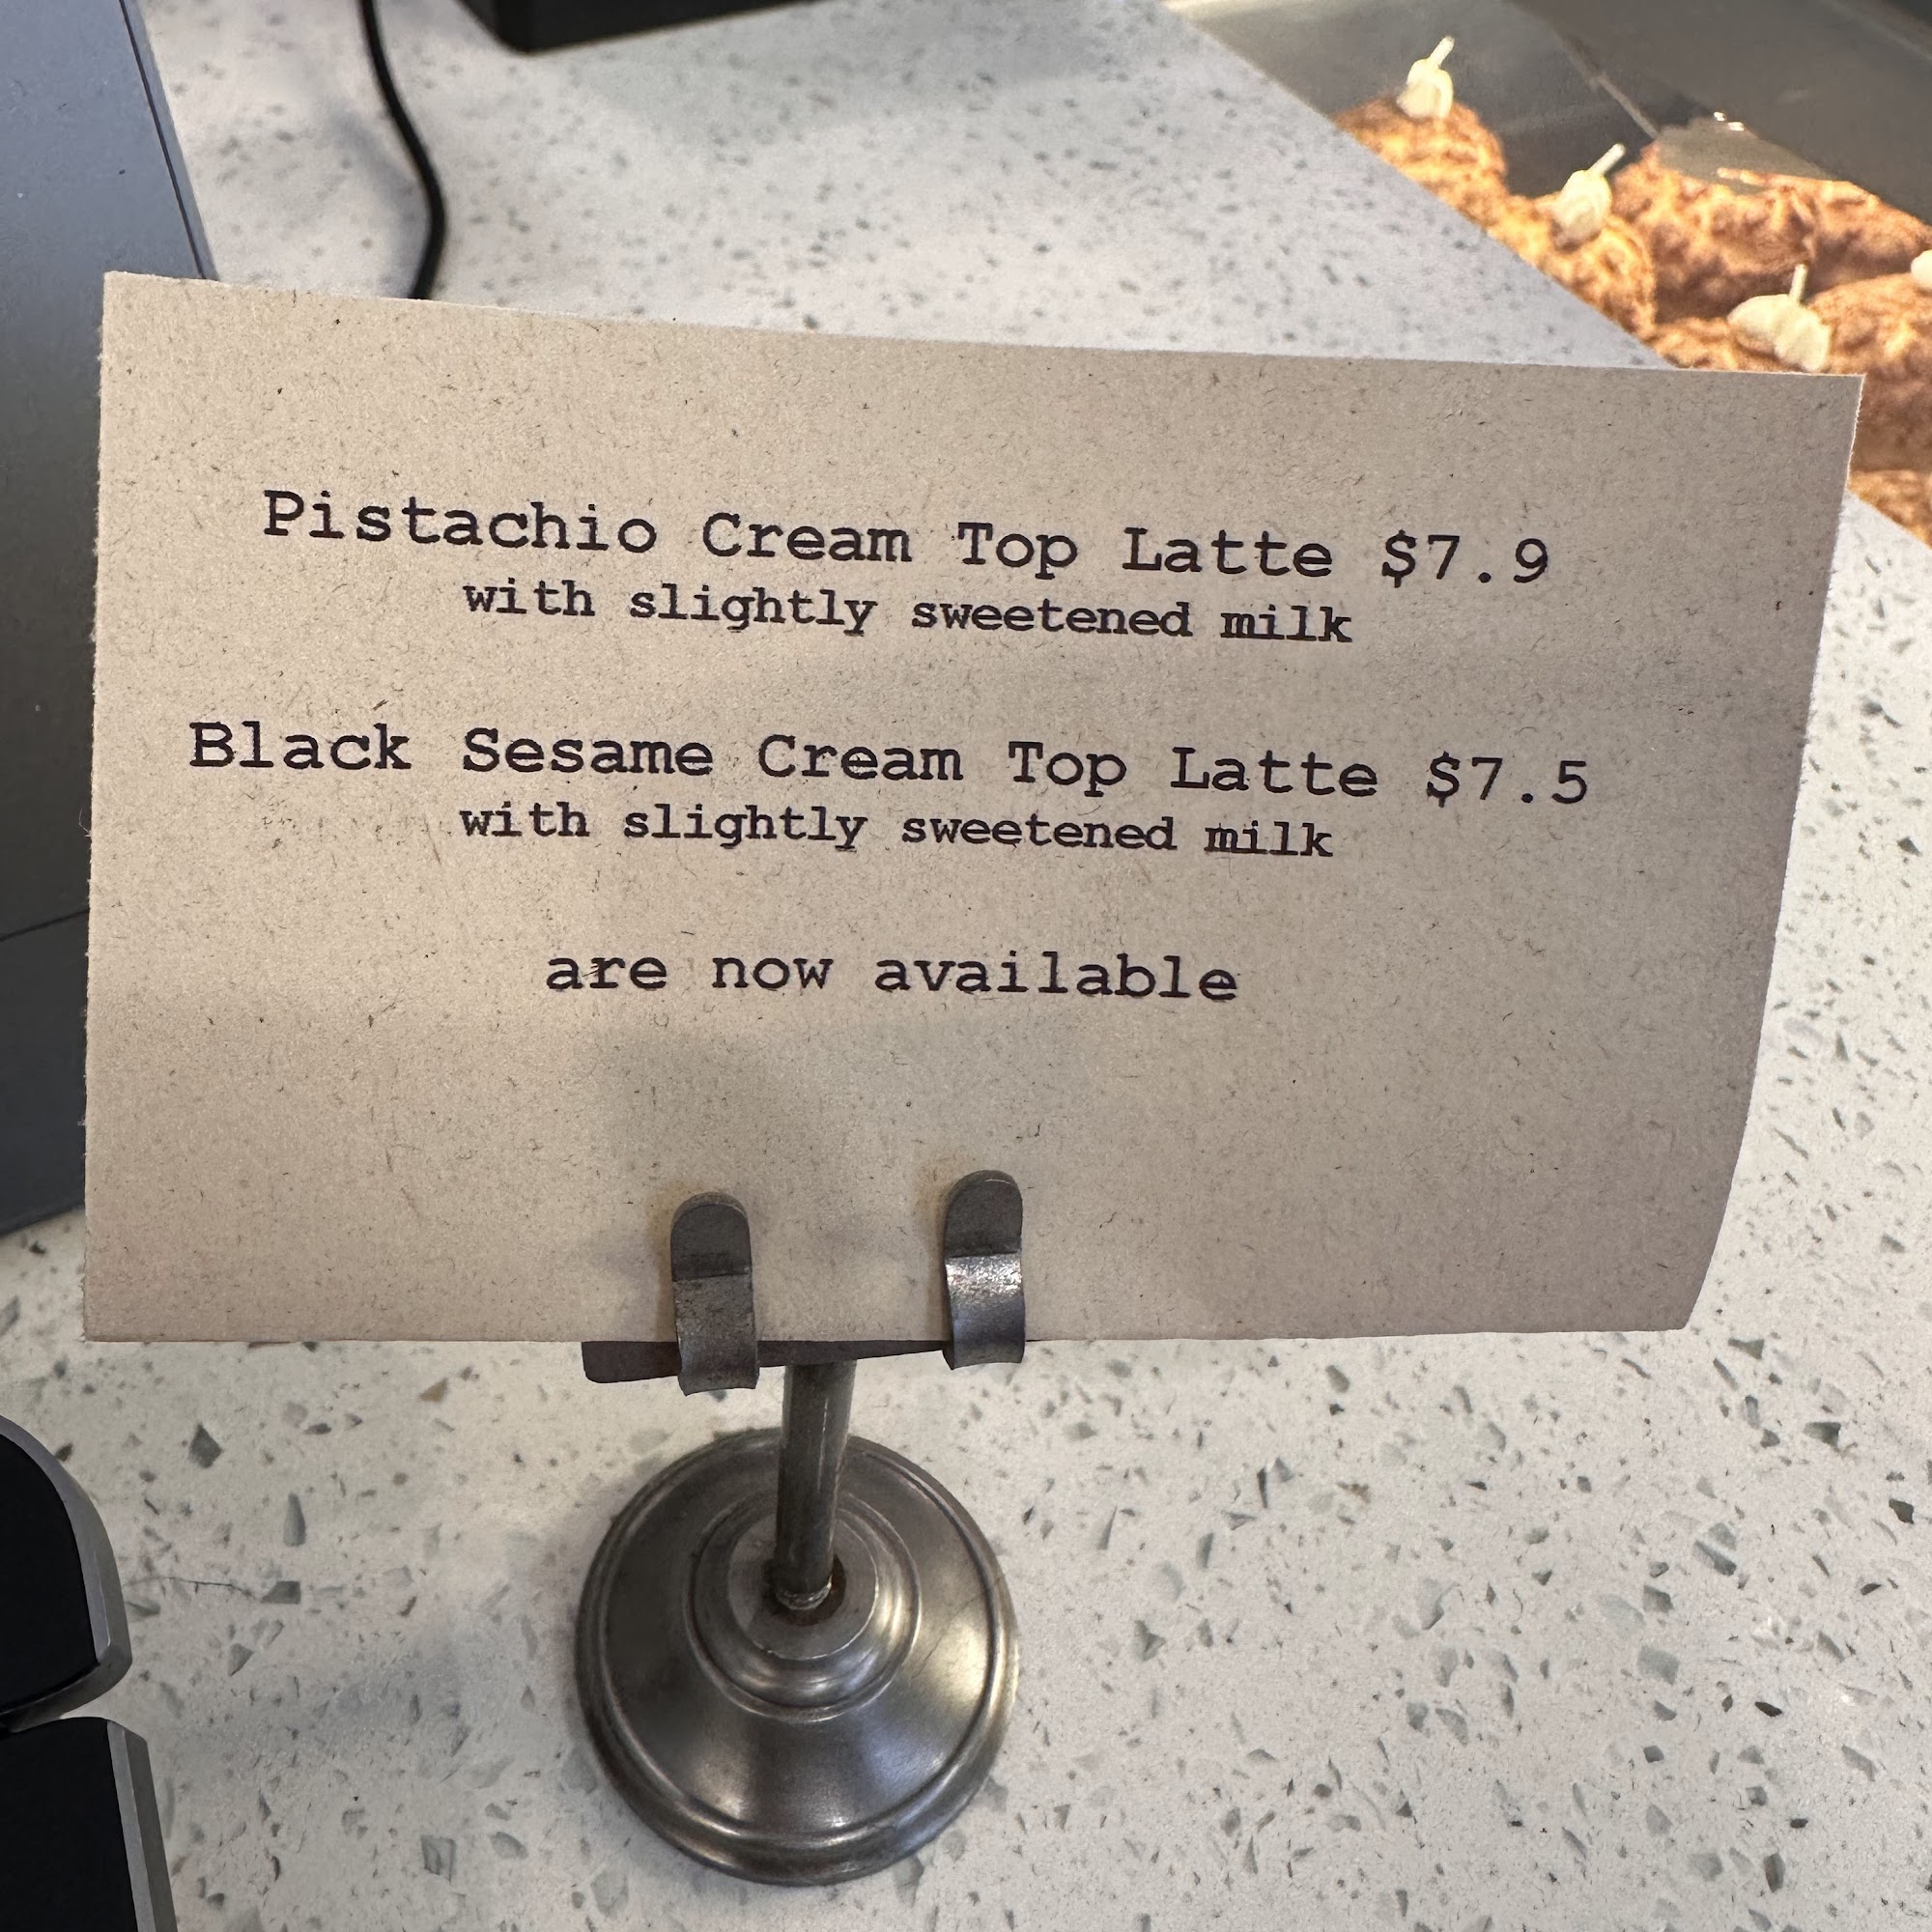 Pistachio Cream Top Latte $7.9
with slightly sweetened milk
Black Sesame Cream Top Latte $7.5
with slightly sweetened milk
are now available